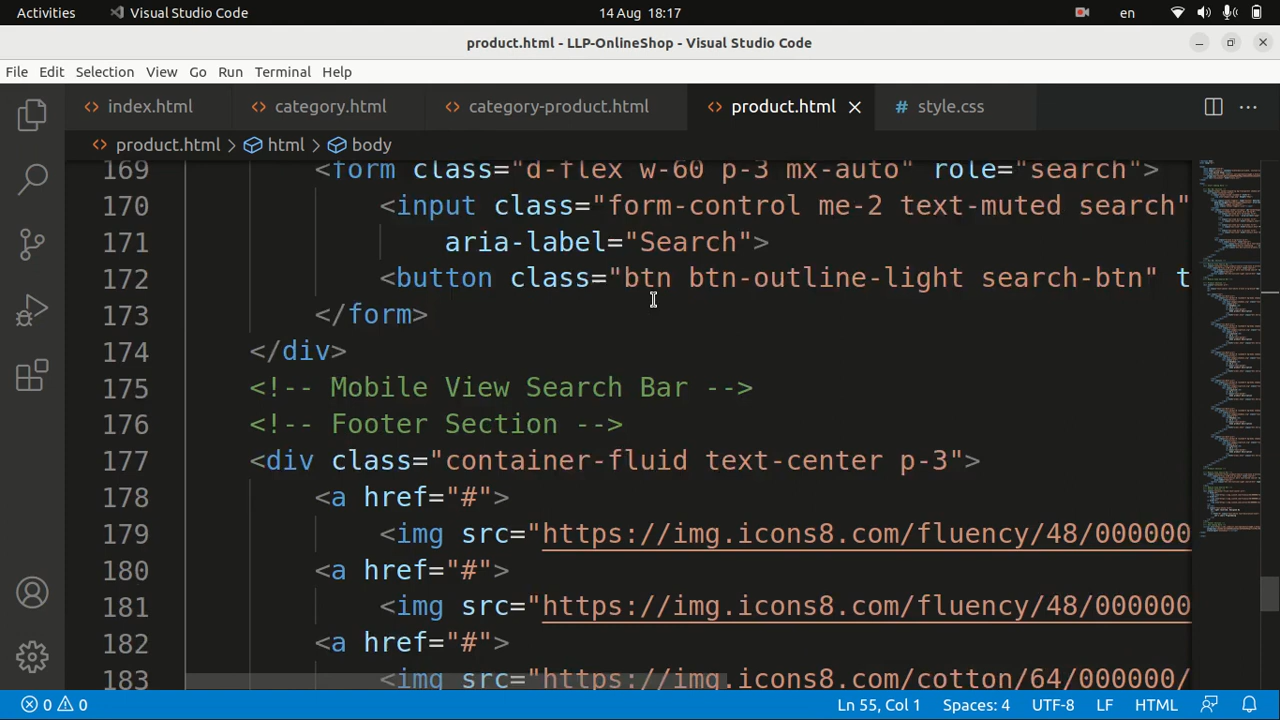 Activities Visual Studio Code 14 Aug 18:17 en
product.html - LLP-OnlineShop - Visual Studio Code
File Edit Selection View Go Run Terminal Help
index.html category.html category-product.html product.html style.css
product.html > html > body
169 <form class="d-flex w-60 p-3 mx-auto" role="search">
170 <input class="form-control me-2 text-muted search"
171 aria-label="Search">
172 <button class="btn btn-outline-light search-btn" t
173 </form>
174 </div>
175 <!-- Mobile View Search Bar -->
176 <!-- Footer Section -->
177 <div class="container-fluid text-center p-3">
178 <a href="#">
179 <img src="https://img.icons8.com/fluency/48/000000
180 <a href="#">
181 <img src="https://img.icons8.com/fluency/48/000000
182 <a href="#">
183 <img src="https://img.icons8.com/cotton/64/000000/
0 0 Ln 55, Col 1 Spaces: 4 UTF-8 LF HTML